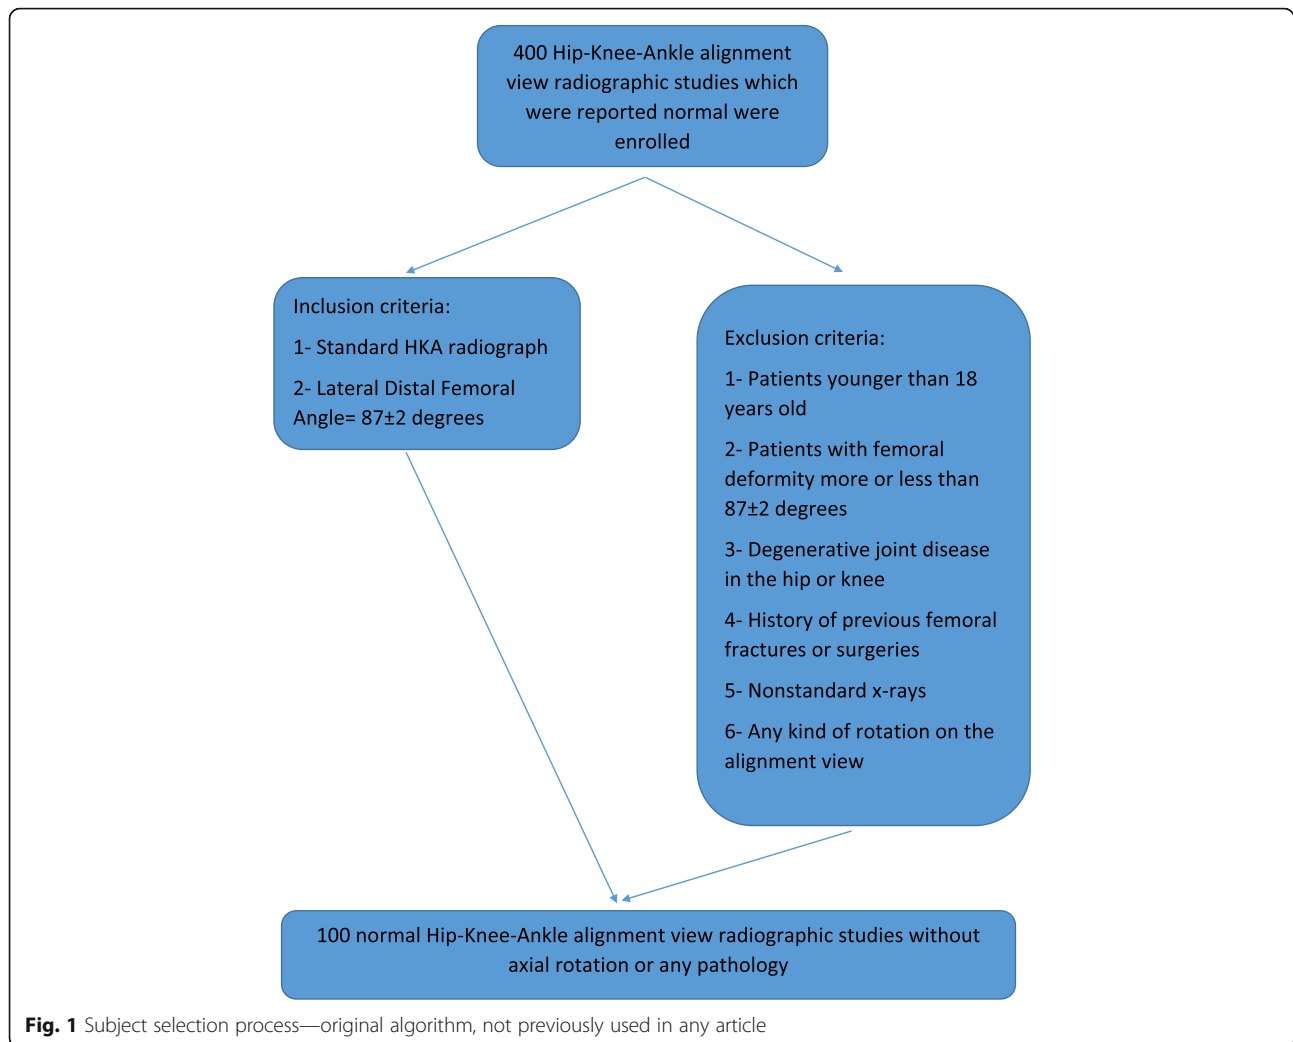 400 Hip-Knee-Ankle alignment
view radiographic studies which
were reported normal were
enrolled
Inclusion criteria:
1- Standard HKA radiograph
2- Lateral Distal Femoral
Angle= 87±2 degrees
Exclusion criteria:
1- Patients younger than 18
years old
2- Patients with femoral
deformity more or less than
87±2 degrees
3- Degenerative joint disease
in the hip or knee
4- History of previous femoral
fractures or surgeries
5- Nonstandard x-rays
6- Any kind of rotation on the
alignment view
100 normal Hip-Knee-Ankle alignment view radiographic studies without
axial rotation or any pathology
Fig. 1 Subject selection process—original algorithm, not previously used in any article